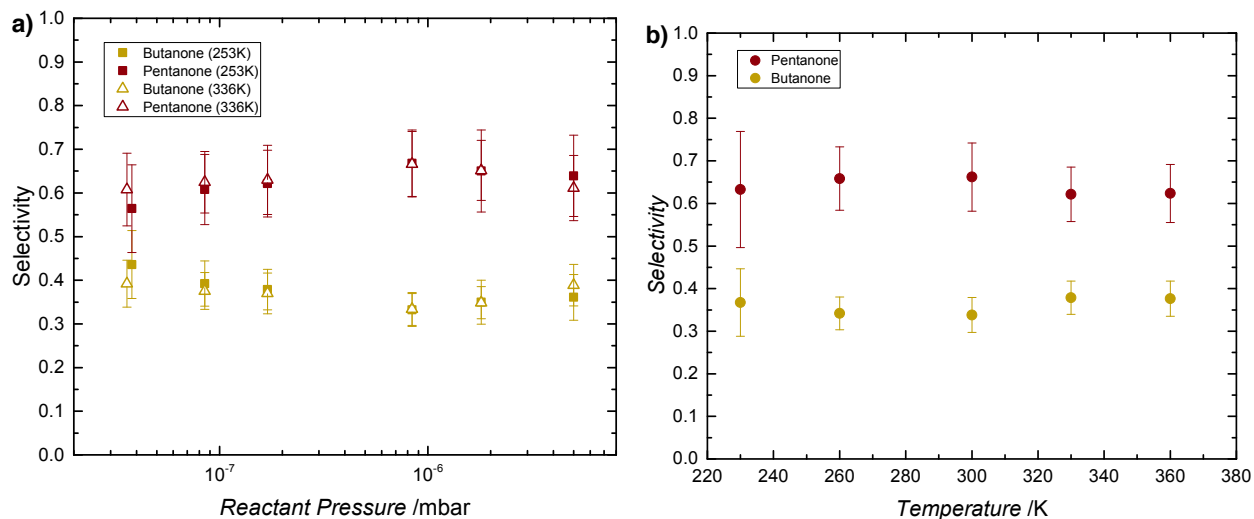 a)
Butanone (253K)
Pentanone (253K)
Butanone (336K)
Pentanone (336K)
1.0
0.9
0.8
0.7
0.6
0.5
0.4
0.3
0.2
0.1
0.0
Selectivity
10-7
10-6
Reactant Pressure /mbar
b)
Pentanone
Butanone
1.0
0.9
0.8
0.7
0.6
0.5
0.4
0.3
0.2
0.1
0.0
Selectivity
220 240 260 280 300 320 340 360 380
Temperature /K